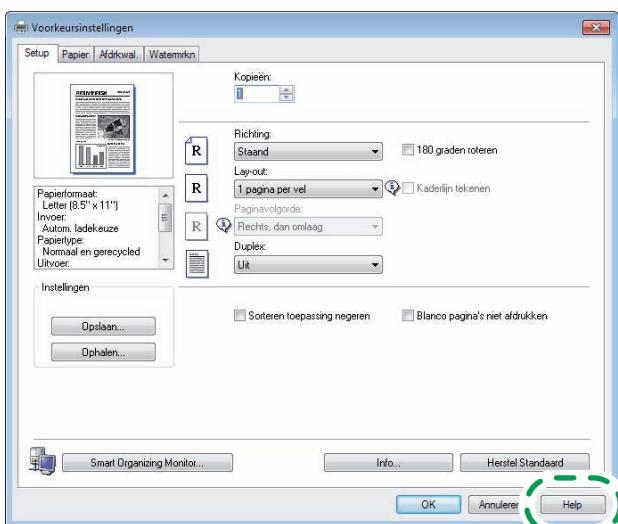 Voorkeursinstellingen
Setup Papier Afdrkwal. Watermrkn
Kopieën:
1
Richting:
R Staand 180 graden roteren
Lay-out:
R 1 pagina per vel Kaderlijn tekenen
Papierformaat:
Letter (8.5" x 11")
Invoer:
Autom. ladekeuze
Papiertype:
Normaal en gerecycled
Uitvoer:
Paginavolgorde:
R Rechts, dan omlaag
Duplex:
Uit
Instellingen
Opslaan...
Ophalen...
Sorteren toepassing negeren Blanco pagina's niet afdrukken
Smart Organizing Monitor... Info... Herstel Standaard
OK Annuleren Help